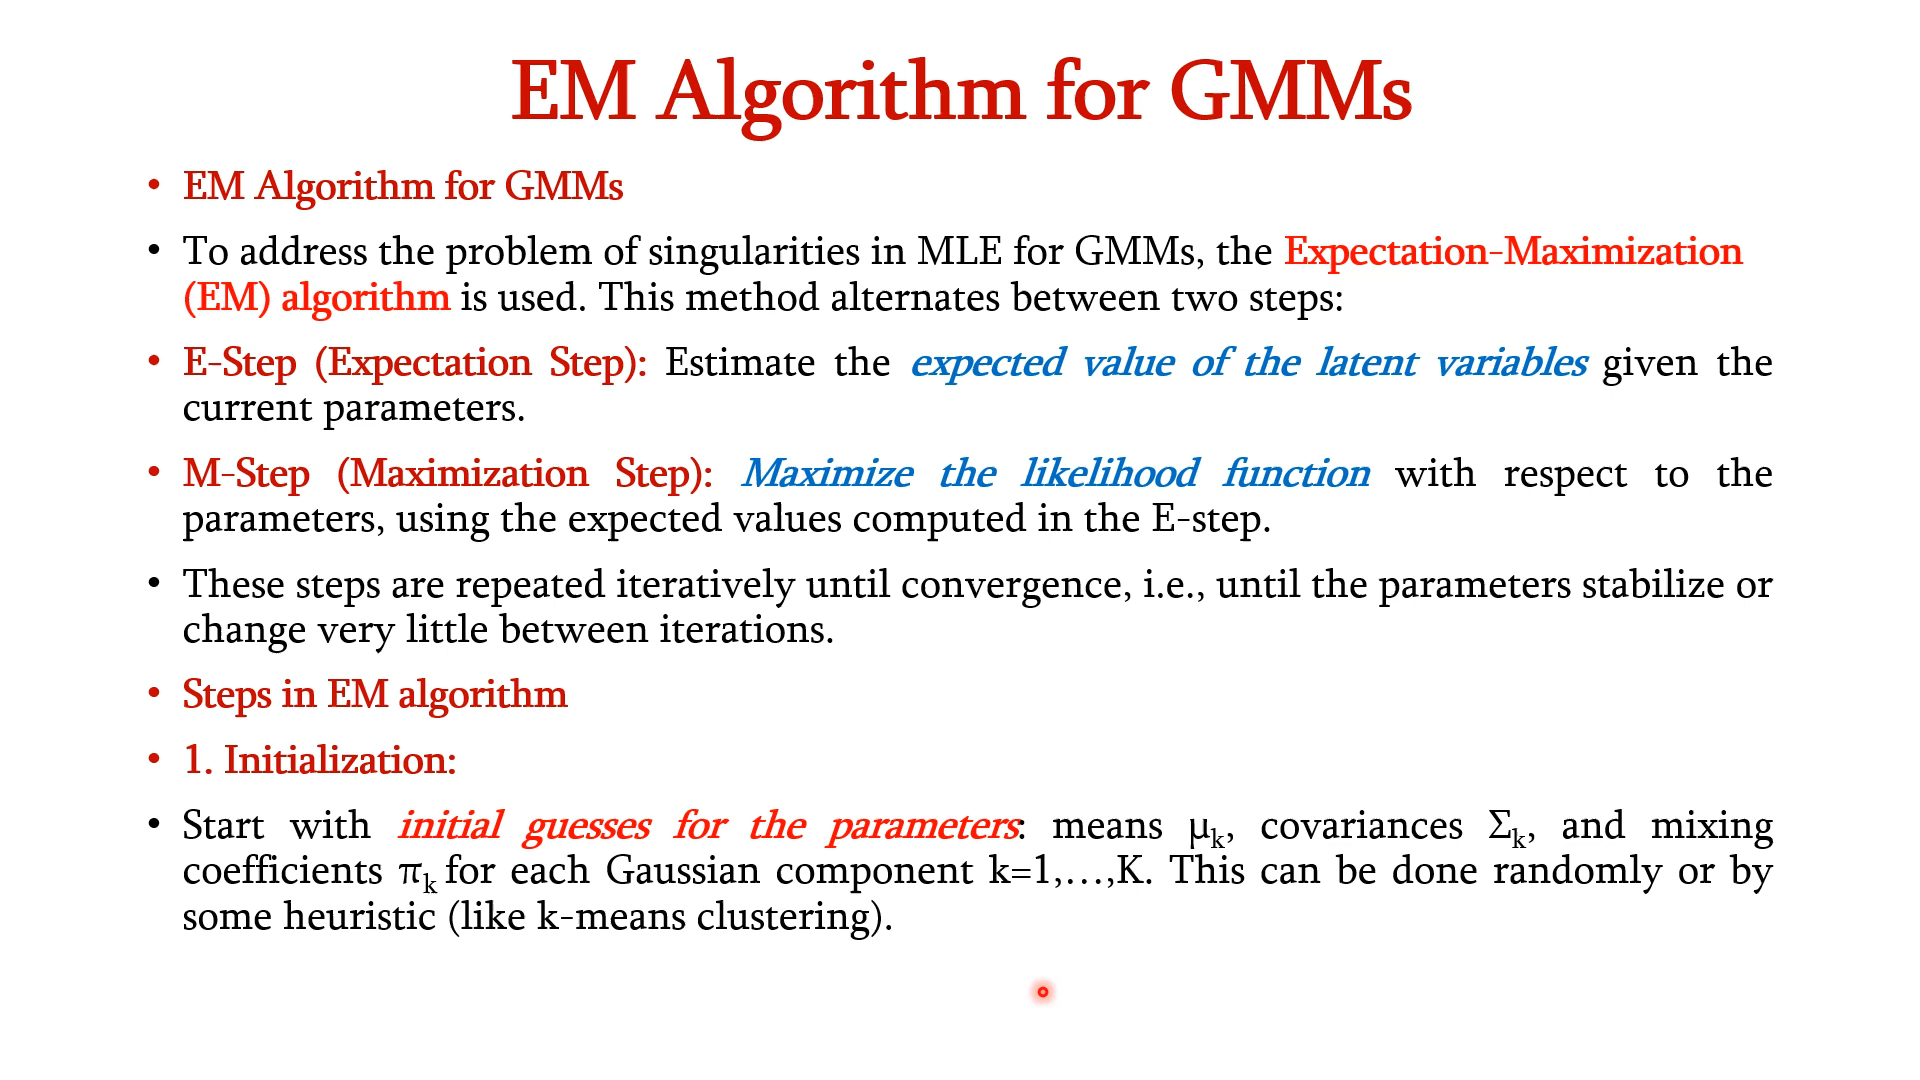 EM Algorithm for GMMs
• EM Algorithm for GMMs
• To address the problem of singularities in MLE for GMMs, the Expectation-Maximization
(EM) algorithm is used. This method alternates between two steps:
• E-Step (Expectation Step): Estimate the expected value of the latent variables given the
current parameters.
• M-Step (Maximization Step): Maximize the likelihood function with respect to the
parameters, using the expected values computed in the E-step.
• These steps are repeated iteratively until convergence, i.e., until the parameters stabilize or
change very little between iterations.
• Steps in EM algorithm
• 1. Initialization:
• Start with initial guesses for the parameters: means μk, covariances Σk, and mixing
coefficients πk for each Gaussian component k=1,…,K. This can be done randomly or by
some heuristic (like k-means clustering).